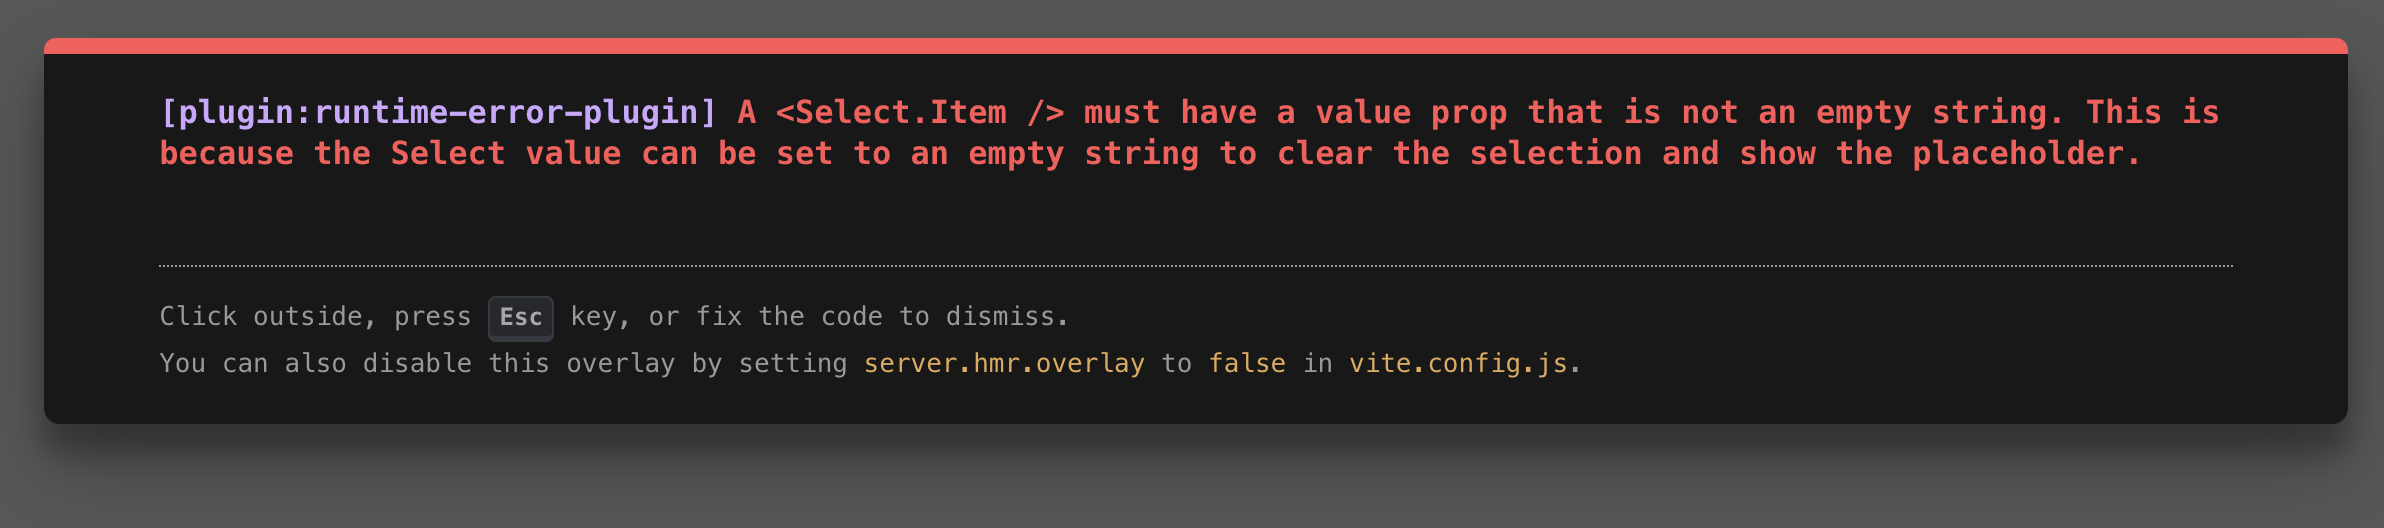 [plugin:runtime-error-plugin] A <Select.Item /> must have a value prop that is not an empty string. This is
because the Select value can be set to an empty string to clear the selection and show the placeholder.
Click outside, press Esc key, or fix the code to dismiss.
You can also disable this overlay by setting server.hmr.overlay to false in vite.config.js.